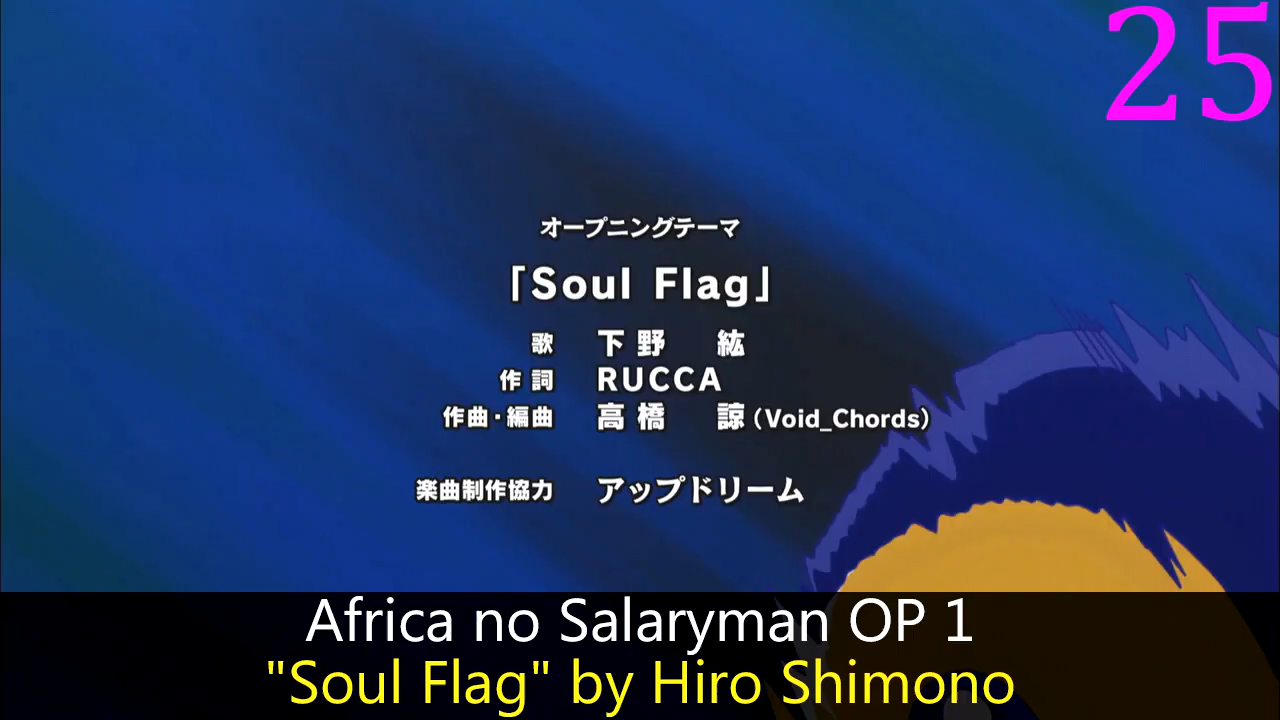 25
オープニングテーマ
「Soul Flag」
歌 下野 紘
作詞 RUCCA
作曲・編曲 高橋 諒(Void_Chords)
楽曲制作協力 アップドリーム
Africa no Salaryman OP 1
"Soul Flag" by Hiro Shimono